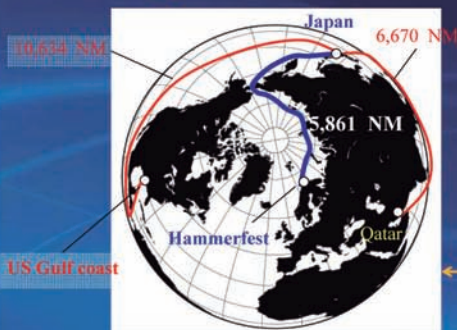 Japan
10,634 NM
6,670 NM
5,861 NM
Hammerfest
Qatar
US Gulf coast